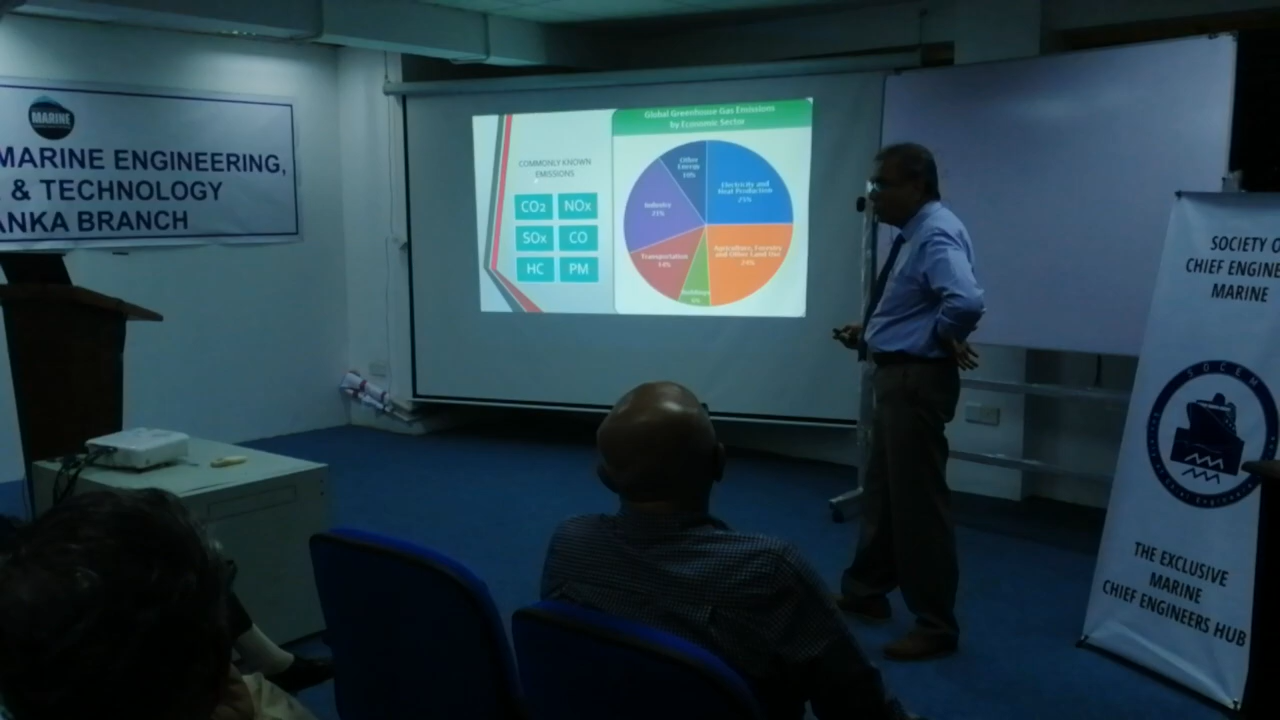 MARINE
MARINE ENGINEERING,
& TECHNOLOGY
ANKA BRANCH
COMMONLY KNOWN
EMISSIONS
CO2
NOx
SOx
CO
HC
PM
Global Greenhouse Gas Emissions
by Economic Sector
Other
Energy
10%
Electricity and
Heat Production
25%
Industry
21%
Agriculture, Forestry
and Other Land Use
24%
Transportation
14%
Buildings
6%
SOCIETY O
CHIEF ENGINE
MARINE
SOCEM
THE EXCLUSIVE
MARINE
CHIEF ENGINEERS HUB